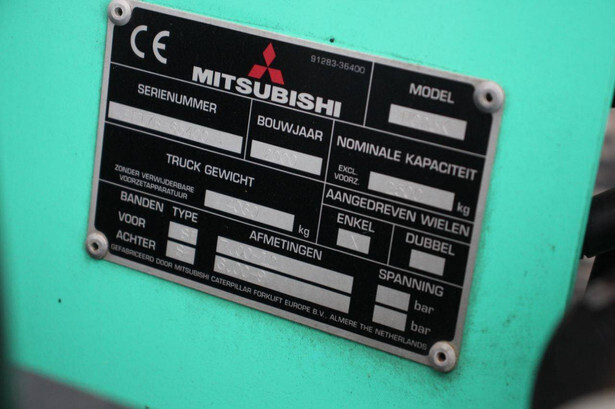 CE
91283-36400
MITSUBISHI
MODEL
SERIENUMMER
BOUWJAAR
NOMINALE KAPACITEIT
EXCL. VOORZ.
kg
TRUCK GEWICHT
ZONDER VERWIJDERBARE
VOORZETAPPARATUUR
kg
AANGEDREVEN WIELEN
ENKEL
DUBBEL
BANDEN
TYPE
AFMETINGEN
SPANNING
VOOR
bar
ACHTER
bar
GEFABRICEERD DOOR MITSUBISHI CATERPILLAR FORKLIFT EUROPE B.V., ALMERE THE NETHERLANDS